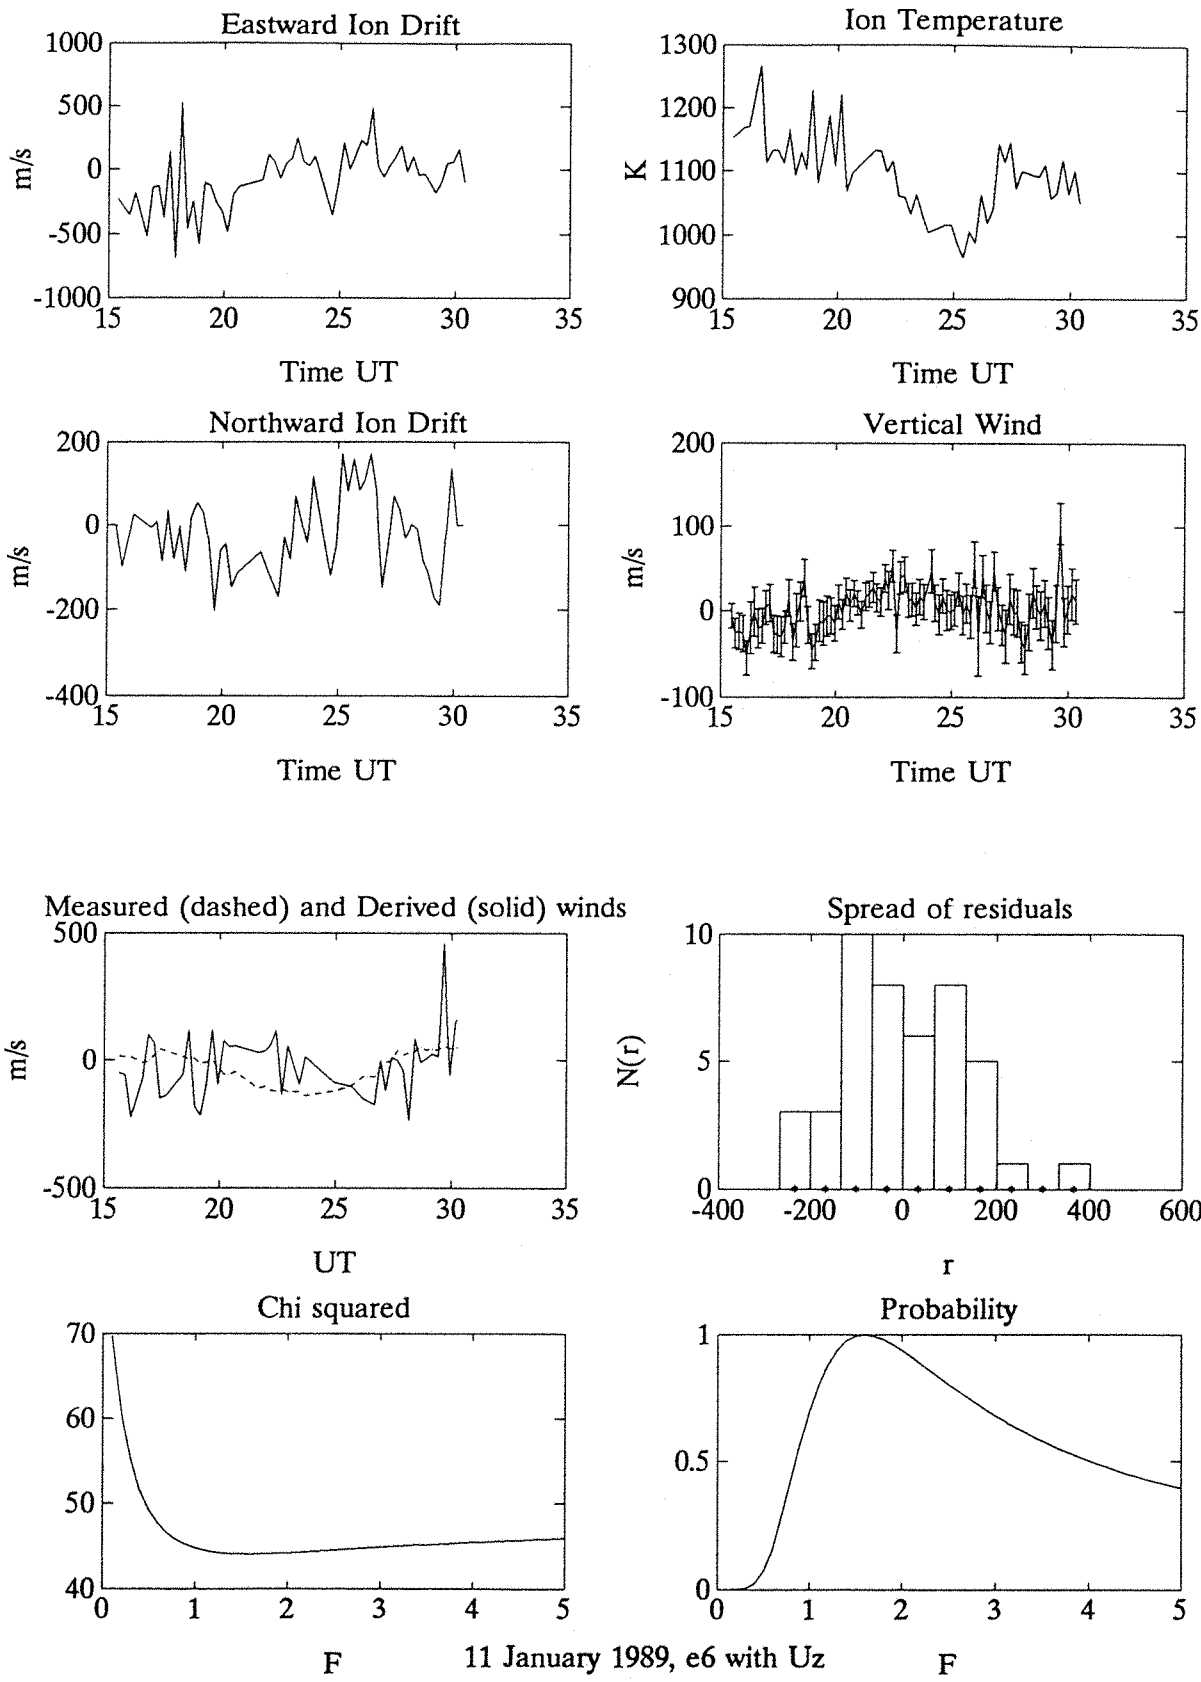 Eastward Ion Drift
1000
500
0
-500
-1000
m/s
15 20 25 30 35
Time UT
Ion Temperature
1300
1200
1100
1000
900
K
15 20 25 30 35
Time UT
Northward Ion Drift
200
0
-200
-400
m/s
15 20 25 30 35
Time UT
Vertical Wind
200
100
0
-100
m/s
15 20 25 30 35
Time UT
Measured (dashed) and Derived (solid) winds
500
0
-500
m/s
15 20 25 30 35
UT
Spread of residuals
10
5
0
N(r)
-400 -200 0 200 400 600
r
Chi squared
70
60
50
40
0 1 2 3 4 5
F
Probability
1
0.5
0
0 1 2 3 4 5
F
11 January 1989, e6 with Uz